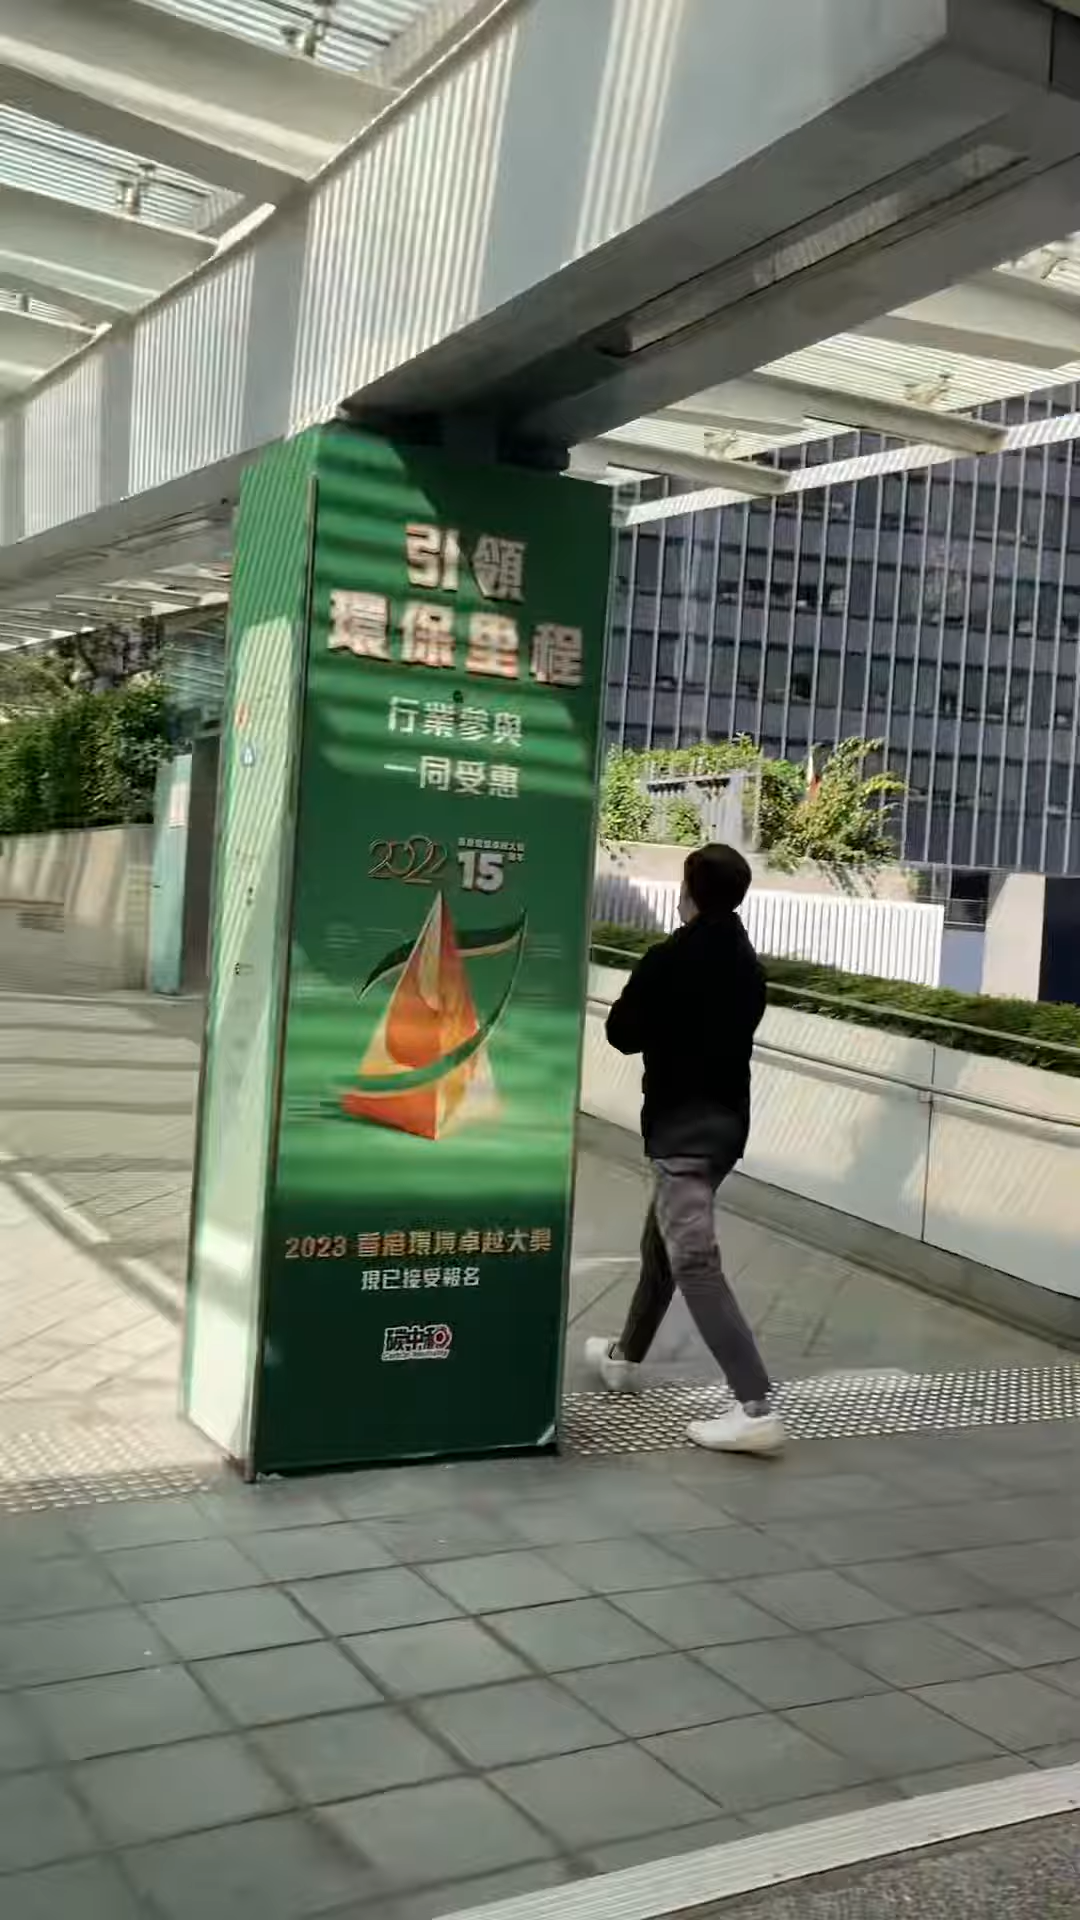 引領
環保里程
行業參與
一同受惠
2022
15
2023 香港環境卓越大獎
現已接受報名
碳中和